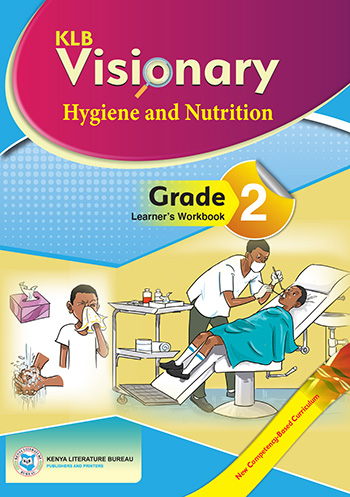 KLB
Visionary
Hygiene and Nutrition
Grade 2
Learner's Workbook
New Competency-Based Curriculum
KENYA LITERATURE BUREAU
PUBLISHERS AND PRINTERS